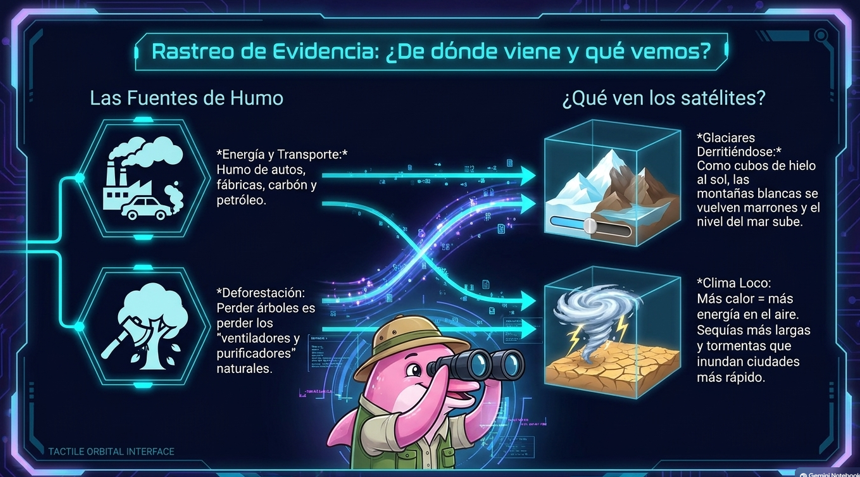 Rastreo de Evidencia: ¿De dónde viene y qué vemos?
Las Fuentes de Humo
*Energía y Transporte:*
Humo de autos,
fábricas, carbón y
petróleo.
*Deforestación:
Perder árboles es
perder los
"ventiladores y
purificadores"
naturales.
¿Qué ven los satélites?
*Glaciares
Derritiéndose:*
Como cubos de hielo
al sol, las
montañas blancas se
vuelven marrones y el
nivel del mar sube.
*Clima Loco:
Más calor = más
energía en el aire.
Sequías más largas
y tormentas que
inundan ciudades
más rápido.
TACTILE ORBITAL INTERFACE
Gemini Notebook